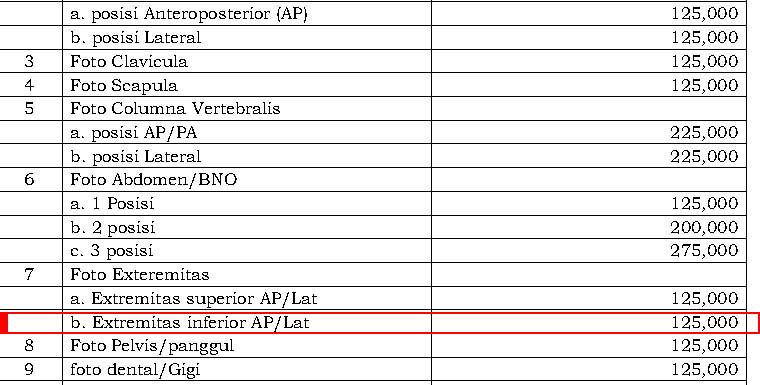 a. posisi Anteroposterior (AP) 125,000
b. posisi Lateral 125,000
3 Foto Clavicula 125,000
4 Foto Scapula 125,000
5 Foto Columna Vertebralis
a. posisi AP/PA 225,000
b. posisi Lateral 225,000
6 Foto Abdomen/BNO
a. 1 Posisi 125,000
b. 2 posisi 200,000
c. 3 posisi 275,000
7 Foto Exteremitas
a. Extremitas superior AP/Lat 125,000
b. Extremitas inferior AP/Lat 125,000
8 Foto Pelvis/panggul 125,000
9 foto dental/Gigi 125,000